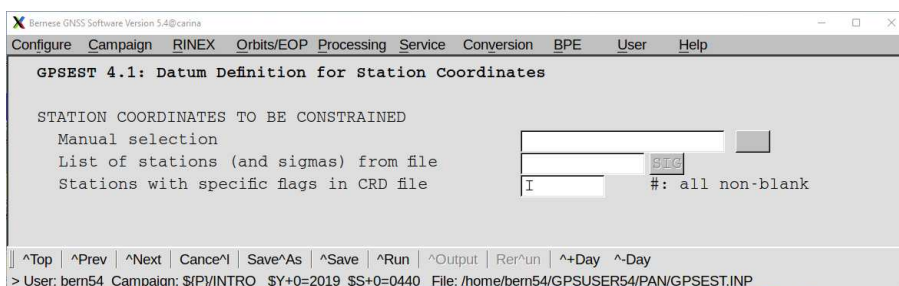 Bernese GNSS Software Version 5.4@carina
Configure Campaign RINEX Orbits/EOP Processing Service Conversion BPE User Help
GPSEST 4.1: Datum Definition for Station Coordinates
STATION COORDINATES TO BE CONSTRAINED
Manual selection
List of stations (and sigmas) from file SIG
Stations with specific flags in CRD file I #: all non-blank
^Top | ^Prev | ^Next | Cance^l | Save^As | ^Save | ^Run | ^Output | Rer^un | ^+Day ^-Day
> User: bern54 Campaign: ${P}/INTRO $Y+0=2019 $S+0=0440 File: /home/bern54/GPSUSER54/PAN/GPSEST.INP